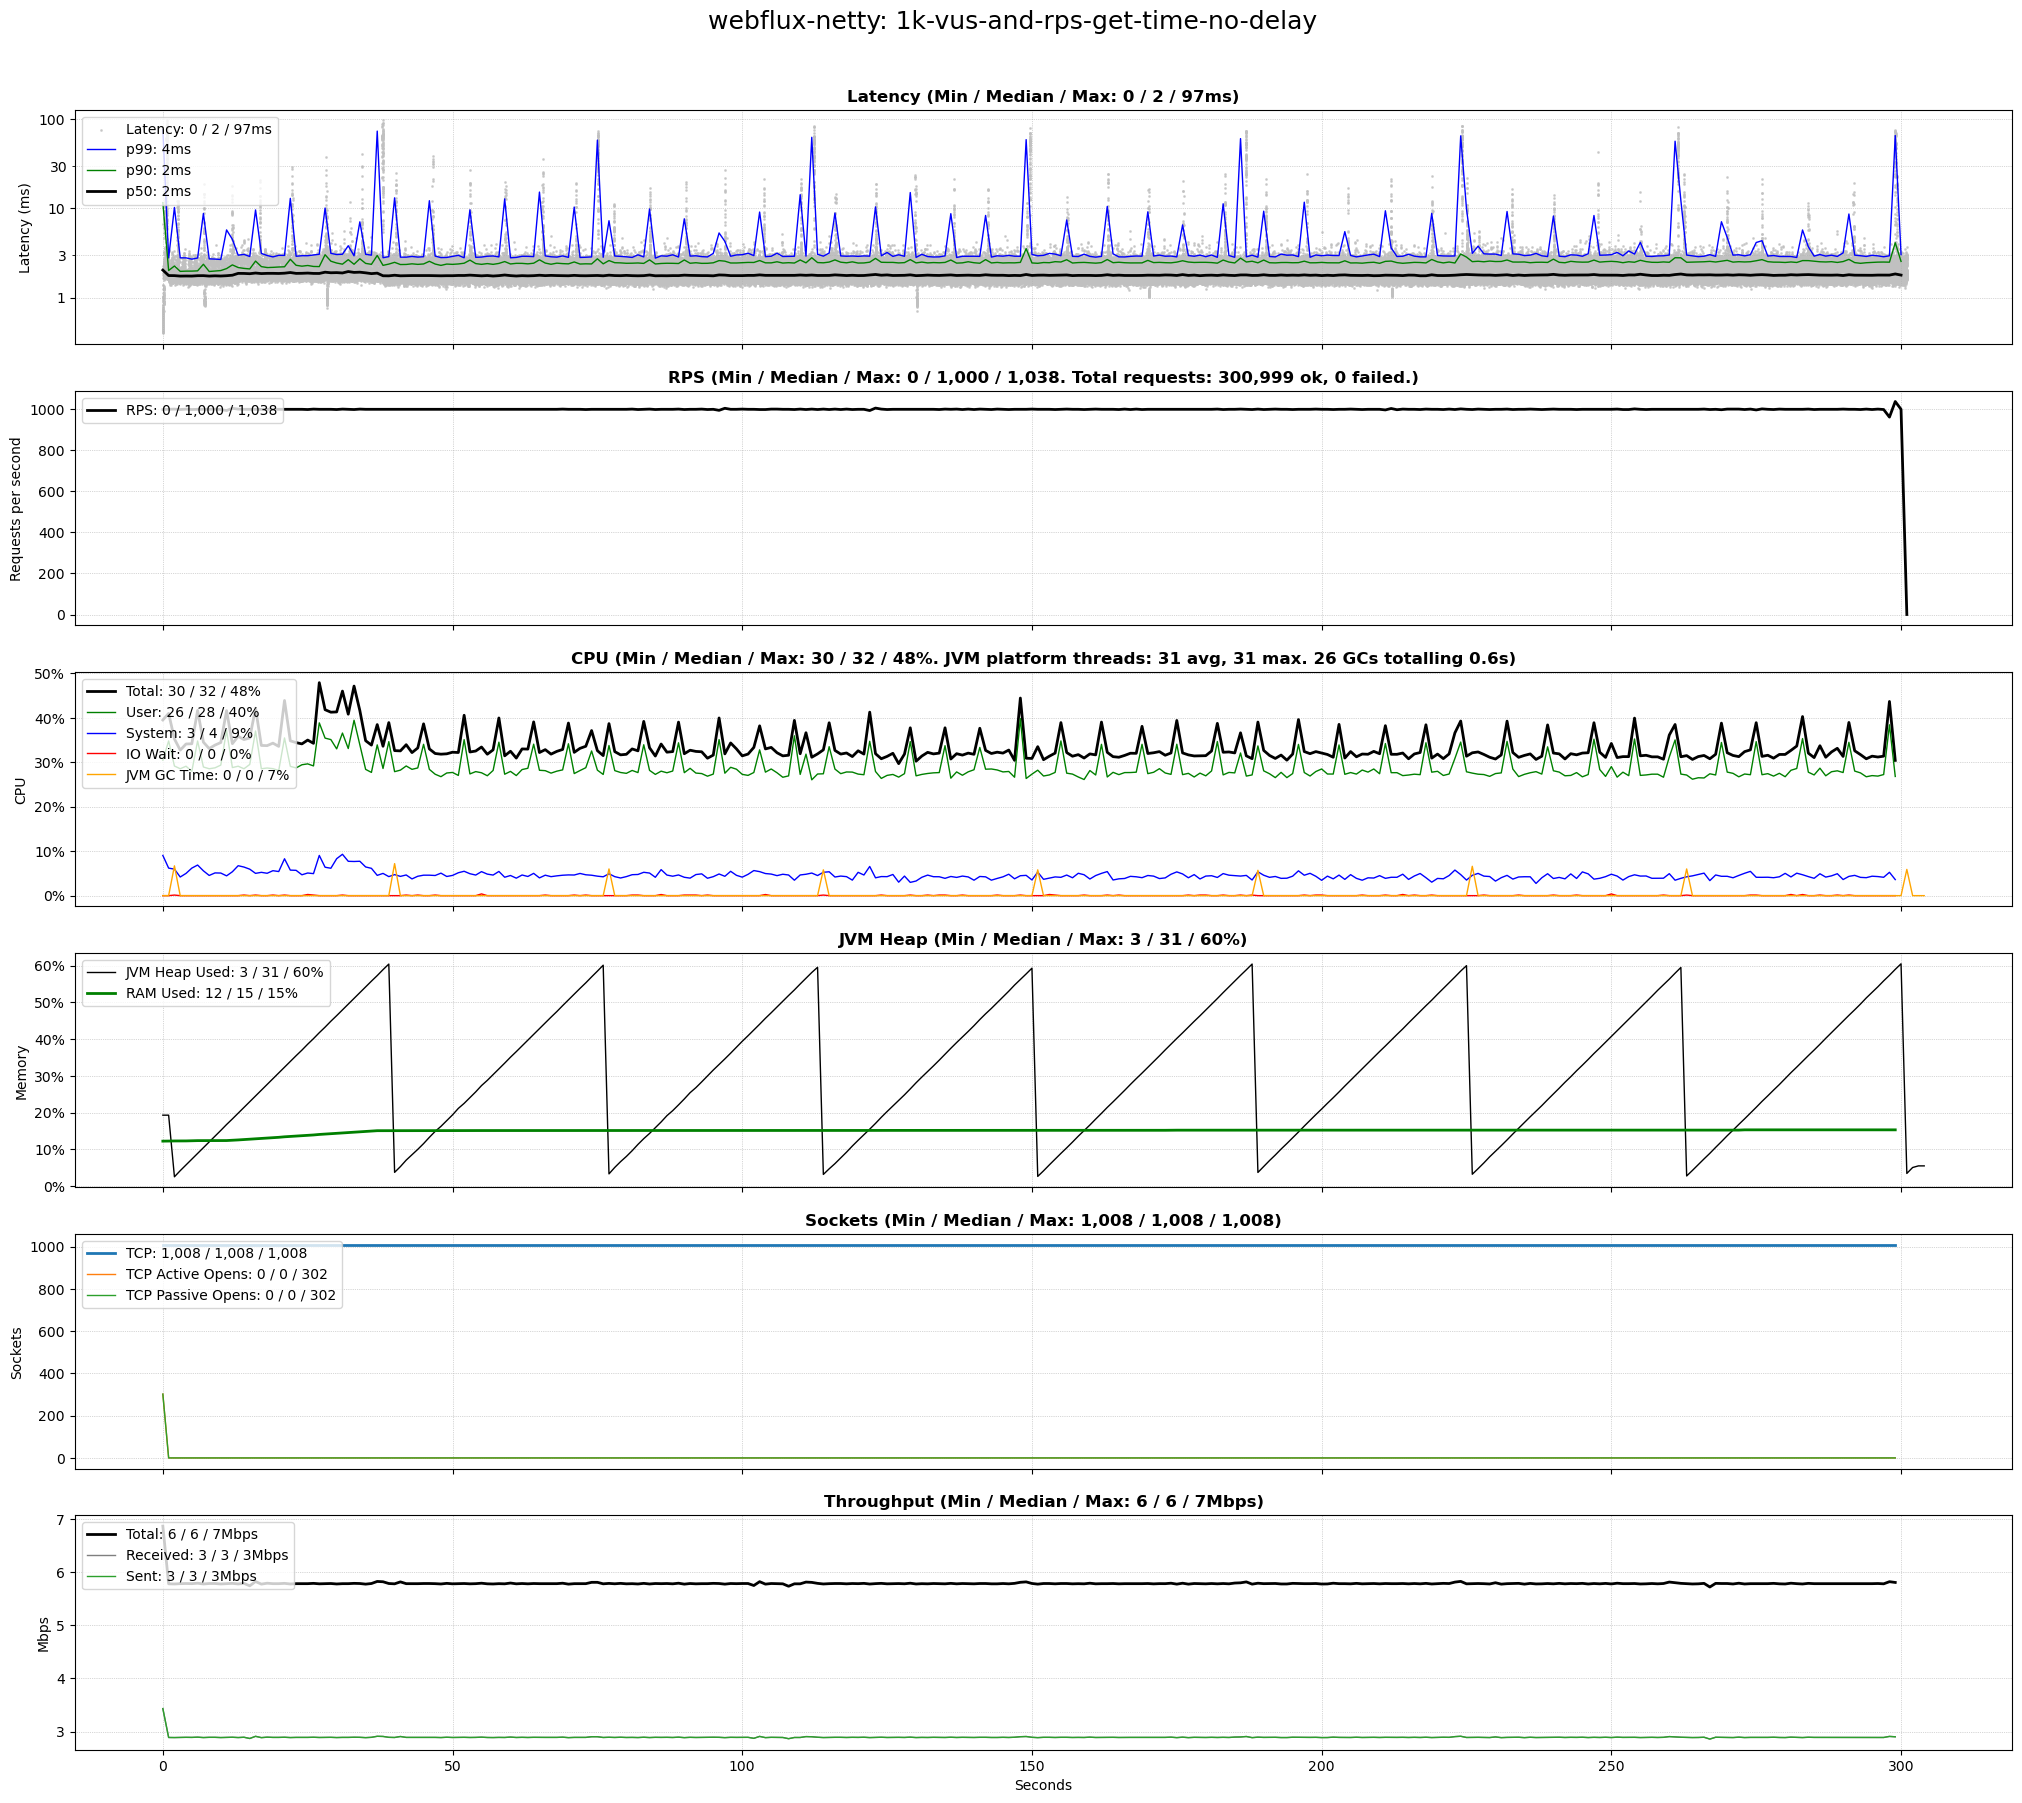 webflux-netty: 1k-vus-and-rps-get-time-no-delay
Latency (Min / Median / Max: 0 / 2 / 97ms)
Latency (ms)
100
30
10
3
1
Latency: 0 / 2 / 97ms
p99: 4ms
p90: 2ms
p50: 2ms
RPS (Min / Median / Max: 0 / 1,000 / 1,038. Total requests: 300,999 ok, 0 failed.)
Requests per second
1000
800
600
400
200
0
RPS: 0 / 1,000 / 1,038
CPU (Min / Median / Max: 30 / 32 / 48%. JVM platform threads: 31 avg, 31 max. 26 GCs totalling 0.6s)
CPU
50%
40%
30%
20%
10%
0%
Total: 30 / 32 / 48%
User: 26 / 28 / 40%
System: 3 / 4 / 9%
IO Wait: 0 / 0 / 0%
JVM GC Time: 0 / 0 / 7%
JVM Heap (Min / Median / Max: 3 / 31 / 60%)
Memory
60%
50%
40%
30%
20%
10%
0%
JVM Heap Used: 3 / 31 / 60%
RAM Used: 12 / 15 / 15%
Sockets (Min / Median / Max: 1,008 / 1,008 / 1,008)
Sockets
1000
800
600
400
200
0
TCP: 1,008 / 1,008 / 1,008
TCP Active Opens: 0 / 0 / 302
TCP Passive Opens: 0 / 0 / 302
Throughput (Min / Median / Max: 6 / 6 / 7Mbps)
Mbps
7
6
5
4
3
Total: 6 / 6 / 7Mbps
Received: 3 / 3 / 3Mbps
Sent: 3 / 3 / 3Mbps
0 50 100 150 200 250 300
Seconds